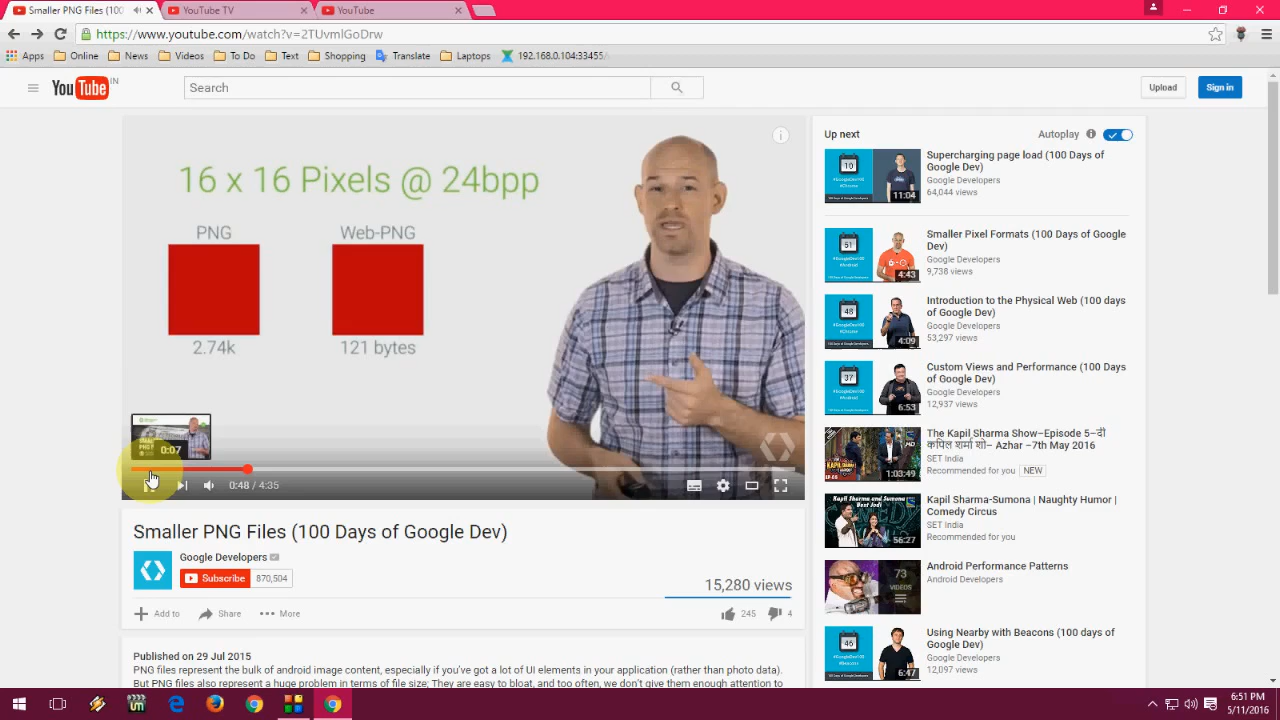 Smaller PNG Files (100
YouTube TV
YouTube
https://www.youtube.com/watch?v=2TUvmlGoDrw
Apps
Online
News
Videos
To Do
Text
Shopping
Translate
Laptops
192.168.0.104:33455/
YouTube IN
Search
Upload
Sign in
16 x 16 Pixels @ 24bpp
PNG
Web-PNG
2.74k
121 bytes
0:07
0:48 / 4:35
Smaller PNG Files (100 Days of Google Dev)
Google Developers
Subscribe
870,504
15,280 views
Add to
Share
More
245
4
Published on 29 Jul 2015
PNG files represent the bulk of android image content, especially if you've got a lot of UI elements in your application (rather than photo data).
But PNG files can represent a huge problem in terms of file size; They are easy to bloat, and too often, we don't give them enough attention to
Up next
Autoplay
10
11:04
Supercharging page load (100 Days
of Google Dev)
Google Developers
64,044 views
51
4:43
Smaller Pixel Formats (100 Days of Google
Dev)
Google Developers
9,738 views
48
4:09
Introduction to the Physical Web (100 days
of Google Dev)
Google Developers
53,297 views
37
6:53
Custom Views and Performance (100 Days
of Google Dev)
Google Developers
12,937 views
HD
1:03:49
The Kapil Sharma Show–Episode 5–दी
कपिल शर्मा शो– Azhar –7th May 2016
SET India
Recommended for you
NEW
56:27
Kapil Sharma-Sumona | Naughty Humor |
Comedy Circus
SET India
Recommended for you
73
VIDEOS
Android Performance Patterns
Android Developers
46
6:47
Using Nearby with Beacons (100 days of
Google Dev)
Google Developers
12,097 views
6:51 PM
5/11/2016